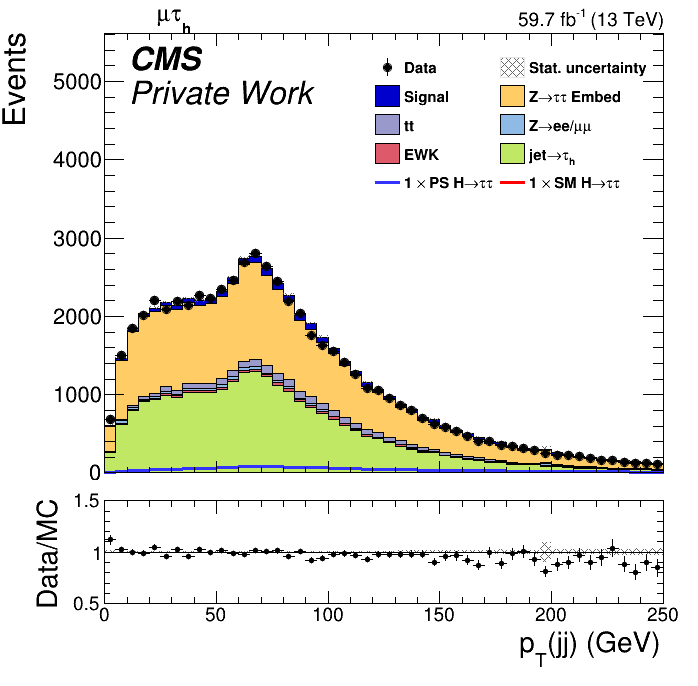 μτh 59.7 fb-1 (13 TeV)
CMS
Private Work
Data Stat. uncertainty
Signal Z→ττ Embed
tt Z→ee/μμ
EWK jet→τh
1 × PS H→ττ 1 × SM H→ττ
Events
5000
4000
3000
2000
1000
0
Data/MC
1.5
1
0.5
0 50 100 150 200 250
pT(jj) (GeV)